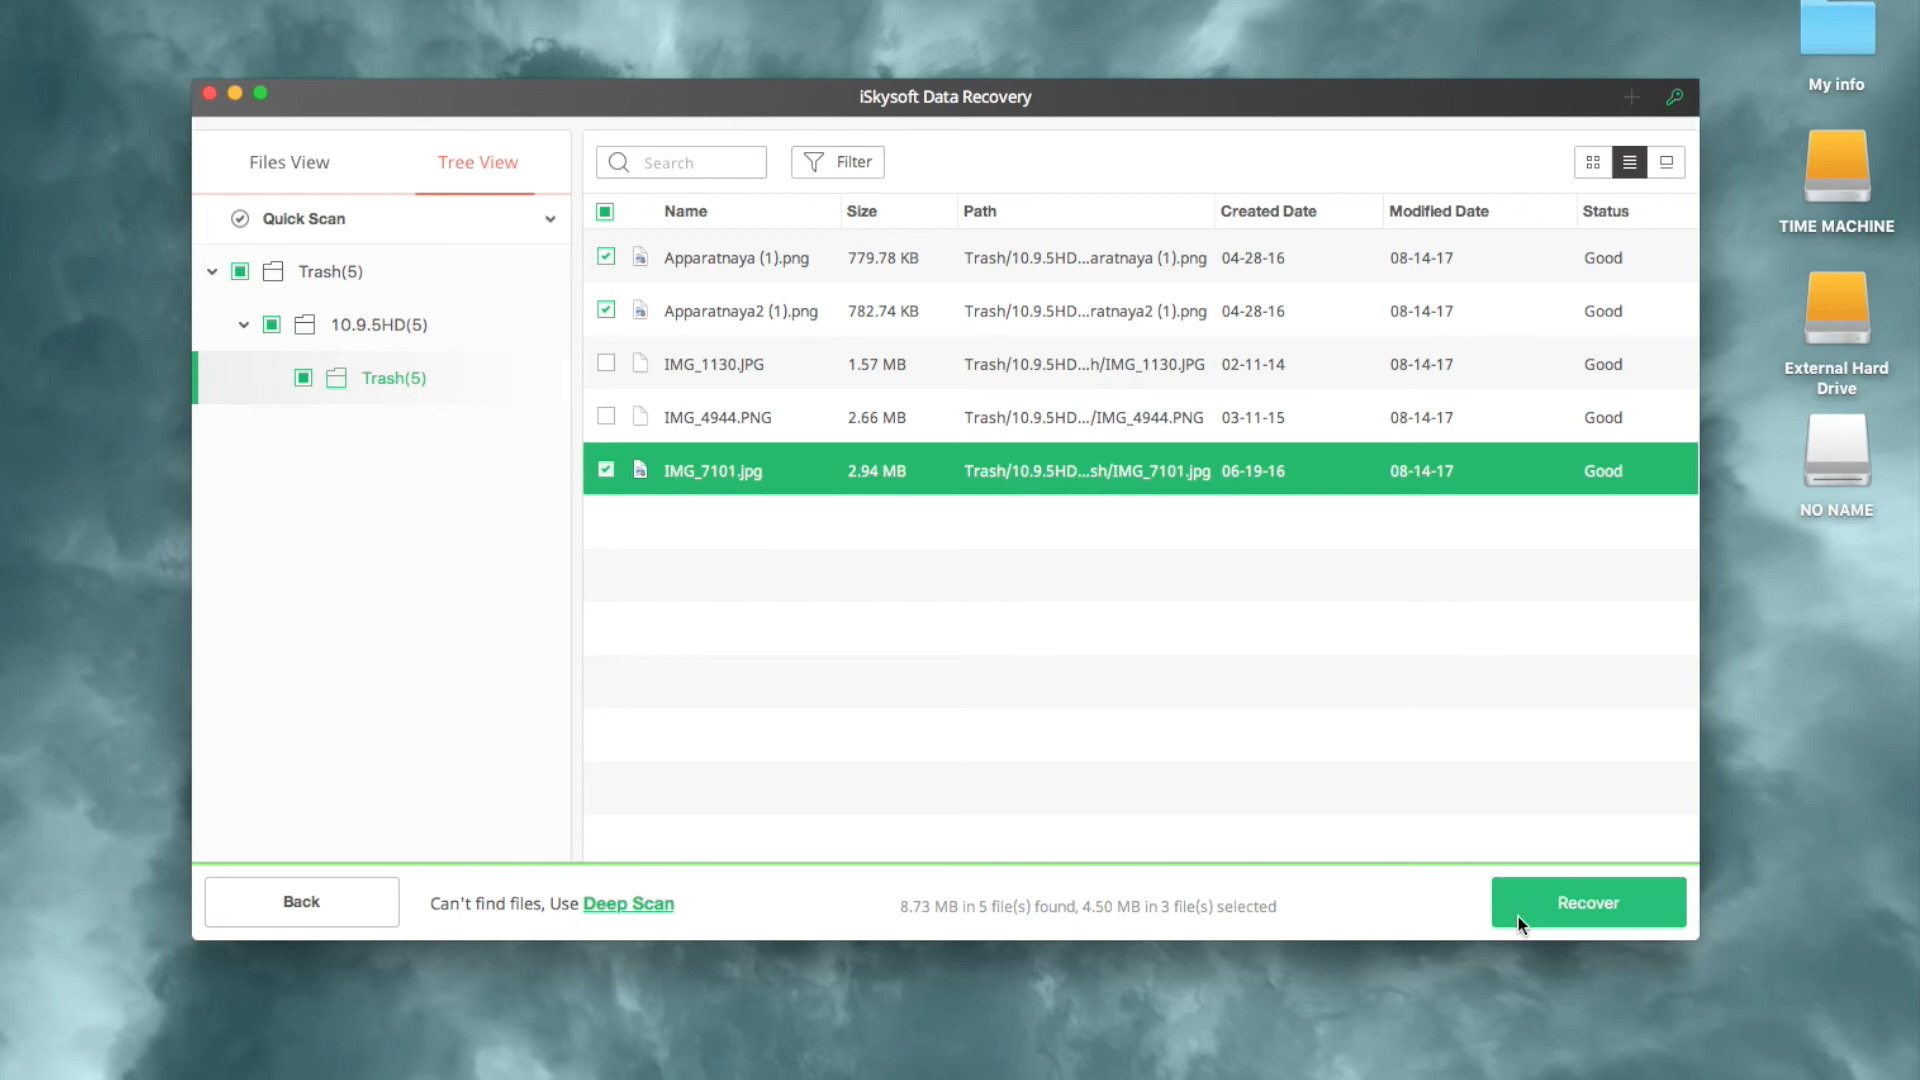 My info
iSkysoft Data Recovery
Files View
Tree View
Search
Filter
Quick Scan
Name Size Path Created Date Modified Date Status
Trash(5)
10.9.5HD(5)
Trash(5)
Apparatnaya (1).png 779.78 KB Trash/10.9.5HD...aratnaya (1).png 04-28-16 08-14-17 Good
Apparatnaya2 (1).png 782.74 KB Trash/10.9.5HD...ratnaya2 (1).png 04-28-16 08-14-17 Good
IMG_1130.JPG 1.57 MB Trash/10.9.5HD...h/IMG_1130.JPG 02-11-14 08-14-17 Good
IMG_4944.PNG 2.66 MB Trash/10.9.5HD.../IMG_4944.PNG 03-11-15 08-14-17 Good
IMG_7101.jpg 2.94 MB Trash/10.9.5HD...sh/IMG_7101.jpg 06-19-16 08-14-17 Good
TIME MACHINE
External Hard
Drive
NO NAME
Back
Can't find files, Use Deep Scan
8.73 MB in 5 file(s) found, 4.50 MB in 3 file(s) selected
Recover